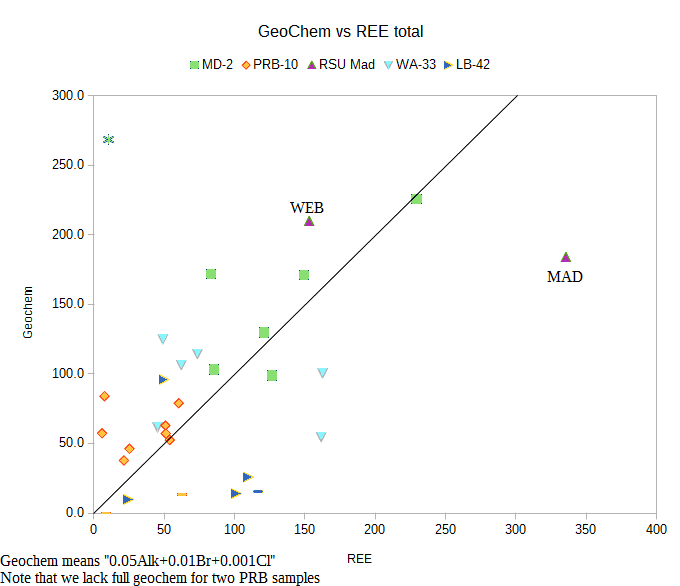 GeoChem vs REE total
MD-2 PRB-10 RSU Mad WA-33 LB-42
300.0
250.0
200.0
150.0
100.0
50.0
0.0
Geochem
WEB
MAD
0 50 100 150 200 250 300 350 400
REE
Geochem means "0.05Alk+0.01Br+0.001Cl"
Note that we lack full geochem for two PRB samples